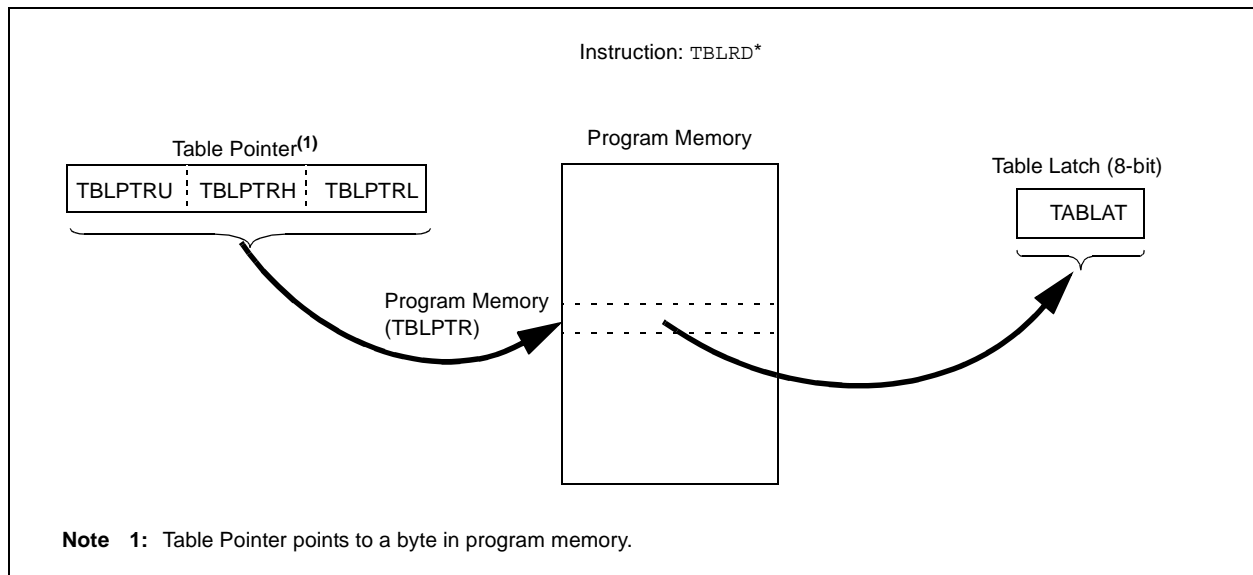 Instruction: TBLRD*
Table Pointer(1)
TBLPTRU TBLPTRH TBLPTRL
Program Memory
Table Latch (8-bit)
TABLAT
Program Memory
(TBLPTR)
Note 1: Table Pointer points to a byte in program memory.